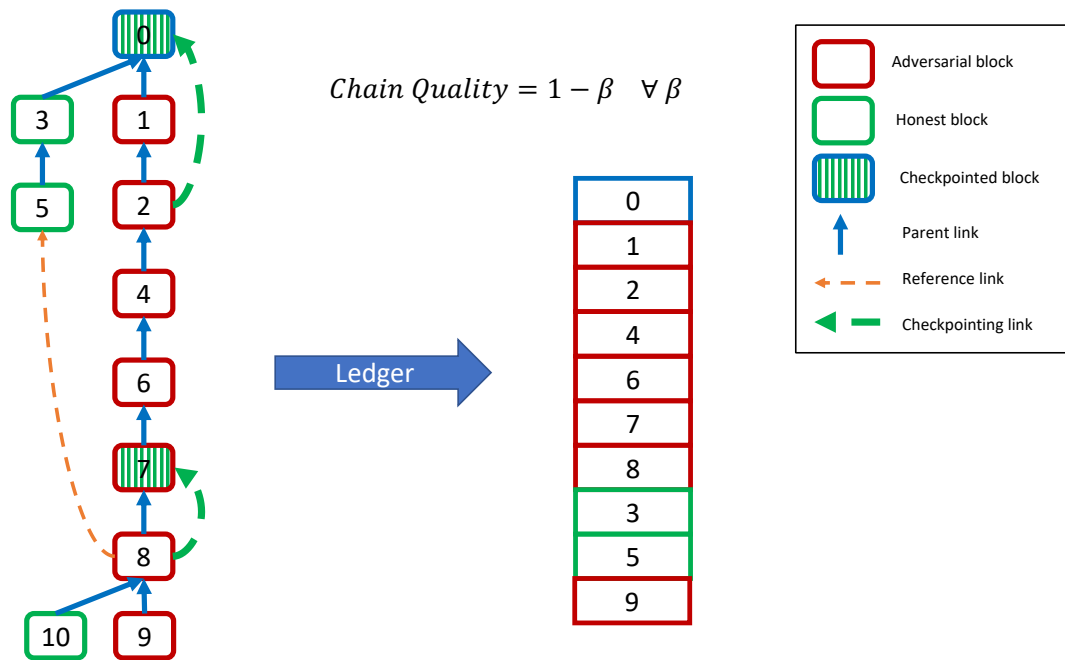 0
3
1
5
2
4
6
7
8
10
9
Chain Quality = 1 − β ∀ β
Ledger
0
1
2
4
6
7
8
3
5
9
Adversarial block
Honest block
Checkpointed block
Parent link
Reference link
Checkpointing link